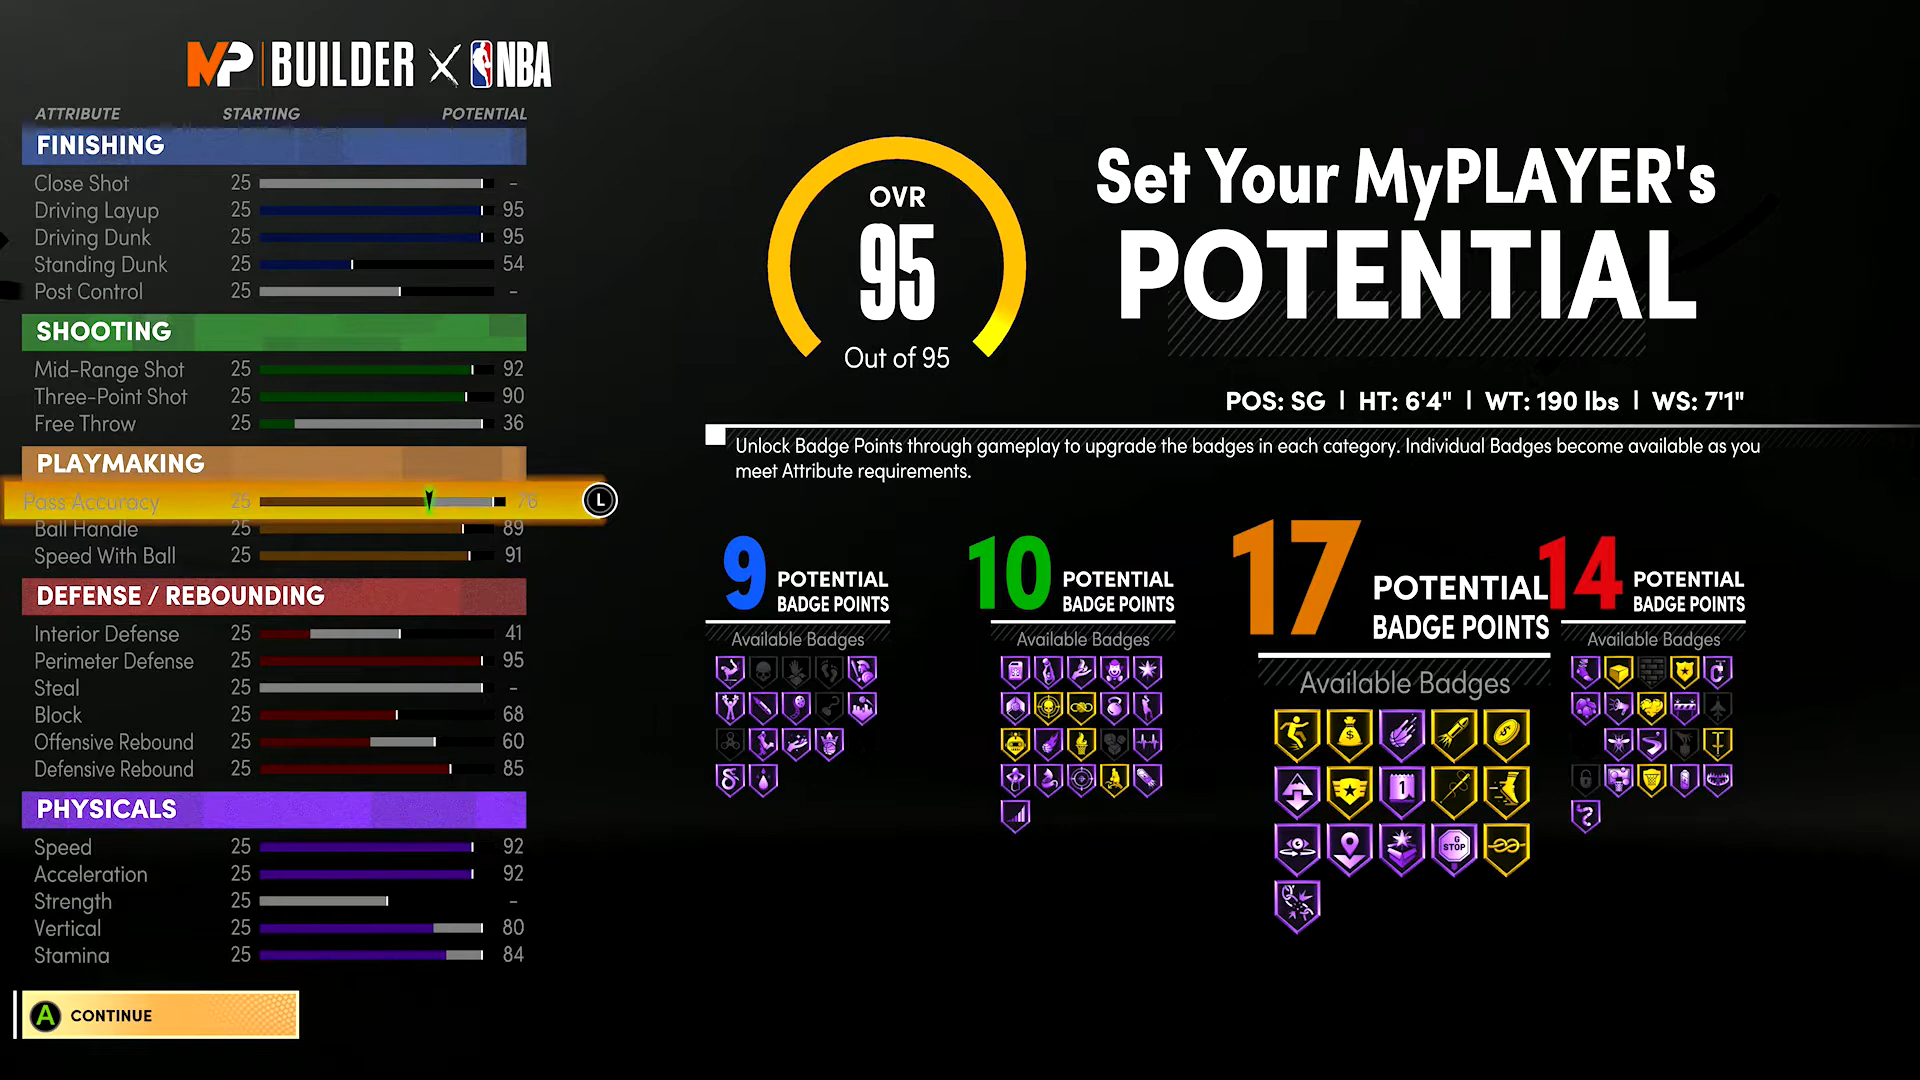 MP | BUILDER X NBA
ATTRIBUTE STARTING POTENTIAL
FINISHING
Close Shot 25 -
Driving Layup 25 95
Driving Dunk 25 95
Standing Dunk 25 54
Post Control 25 -
SHOOTING
Mid-Range Shot 25 92
Three-Point Shot 25 90
Free Throw 25 36
PLAYMAKING
Pass Accuracy 25 76
L
Ball Handle 25 89
Speed With Ball 25 91
DEFENSE / REBOUNDING
Interior Defense 25 41
Perimeter Defense 25 95
Steal 25 -
Block 25 68
Offensive Rebound 25 60
Defensive Rebound 25 85
PHYSICALS
Speed 25 92
Acceleration 25 92
Strength 25 -
Vertical 25 80
Stamina 25 84
A CONTINUE
OVR
95
Out of 95
Set Your MyPLAYER's
POTENTIAL
POS: SG | HT: 6'4" | WT: 190 lbs | WS: 7'1"
Unlock Badge Points through gameplay to upgrade the badges in each category. Individual Badges become available as you
meet Attribute requirements.
9 POTENTIAL
BADGE POINTS
Available Badges
10 POTENTIAL
BADGE POINTS
Available Badges
17 POTENTIAL
BADGE POINTS
Available Badges
1
G
STOP
14 POTENTIAL
BADGE POINTS
Available Badges